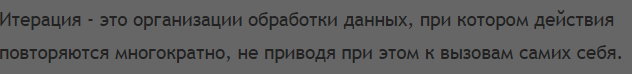 Итерация - это организации обработки данных, при котором действия
повторяются многократно, не приводя при этом к вызовам самих себя.